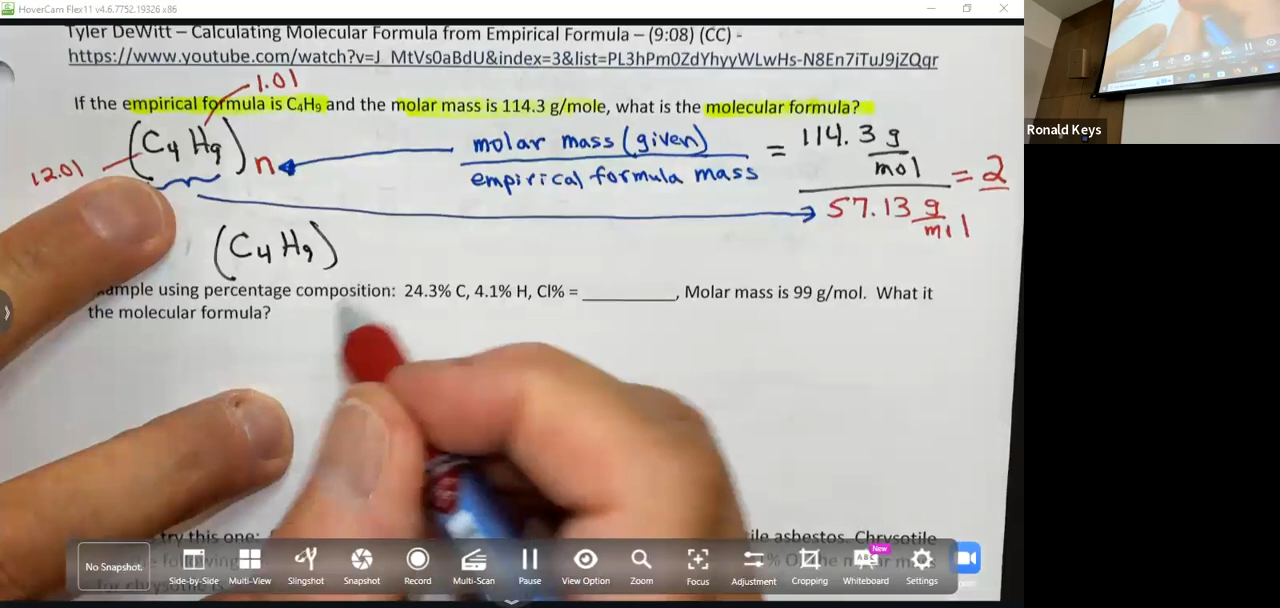 HoverCam Flex11 v4.6.7752.19326 x86
Tyler DeWitt – Calculating Molecular Formula from Empirical Formula – (9:08) (CC) -
https://www.youtube.com/watch?v=J_MtVs0aBdU&index=3&list=PL3hPm0ZdYhyyWLwHs-N8En7iTuJ9jZQqr
1.01
If the empirical formula is C₄H₉ and the molar mass is 114.3 g/mole, what is the molecular formula?
12.01 (C₄H₉)n
molar mass (given)
empirical formula mass
= 114.3 g
mol
= 2
57.13 g
mol
(C₄H₉)
Ronald Keys
ample using percentage composition: 24.3% C, 4.1% H, Cl% = __________, Molar mass is 99 g/mol. What it
the molecular formula?
try this one: ile asbestos. Chrysotile
No Snapshot.
Side-by-Side Multi-View Slingshot Snapshot Record Multi-Scan Pause View Option Zoom Focus Adjustment Cropping Whiteboard Settings
New